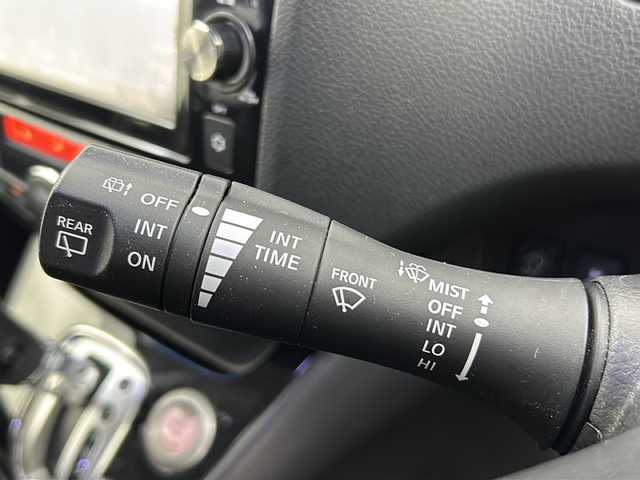 REAR
OFF
INT
ON
INT
TIME
FRONT
MIST
OFF
INT
LO
HI